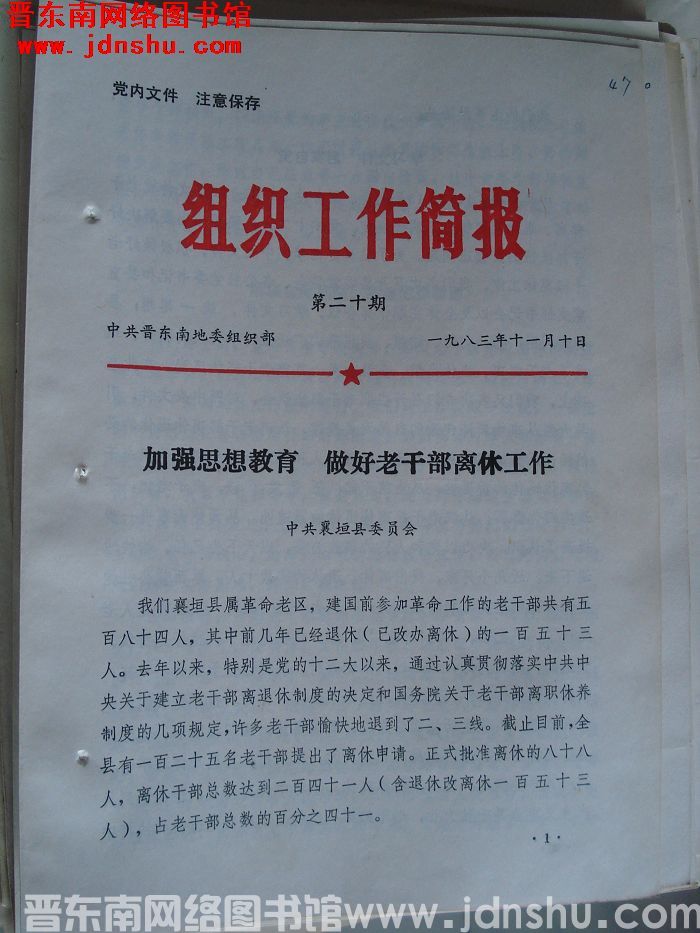 晋东南网络图书馆
www.jdnshu.com
47。
党内文件 注意保存
组织工作简报
第二十期
中共晋东南地委组织部 一九八三年十一月十日
加强思想教育 做好老干部离休工作
中共襄垣县委员会
我们襄垣县属革命老区，建国前参加革命工作的老干部共有五
百八十四人，其中前几年已经退休（已改办离休）的一百五十三
人。去年以来，特别是党的十二大以来，通过认真贯彻落实中共中
央关于建立老干部离退休制度的决定和国务院关于老干部离职休养
制度的几项规定，许多老干部愉快地退到了二、三线。截止目前，全
县有一百二十五名老干部提出了离休申请。正式批准离休的八十八
人，离休干部总数达到二百四十一人（含退休改离休一百五十三
人），占老干部总数的百分之四十一。
·1·
晋东南网络图书馆 www.jdnshu.com